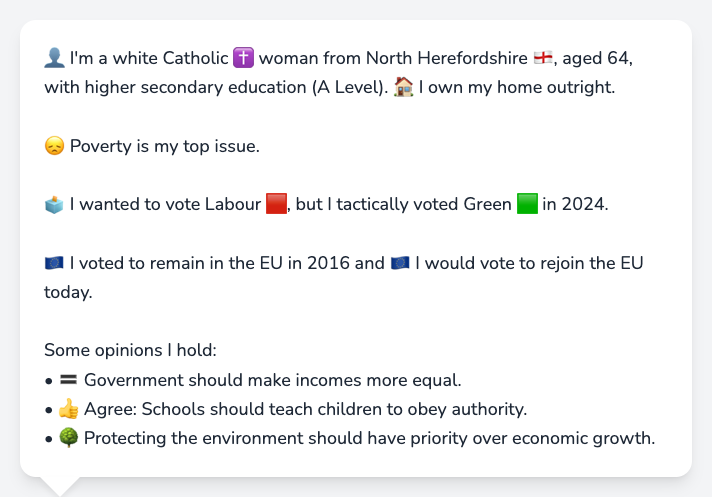 👤 I'm a white Catholic ✝️ woman from North Herefordshire 🏴󠁧󠁢󠁥󠁮󠁧󠁿, aged 64,
with higher secondary education (A Level). 🏠 I own my home outright.
😞 Poverty is my top issue.
🗳️ I wanted to vote Labour 🟥, but I tactically voted Green 🟩 in 2024.
🇪🇺 I voted to remain in the EU in 2016 and 🇪🇺 I would vote to rejoin the EU
today.
Some opinions I hold:
• 🟰 Government should make incomes more equal.
• 👍 Agree: Schools should teach children to obey authority.
• 🌳 Protecting the environment should have priority over economic growth.